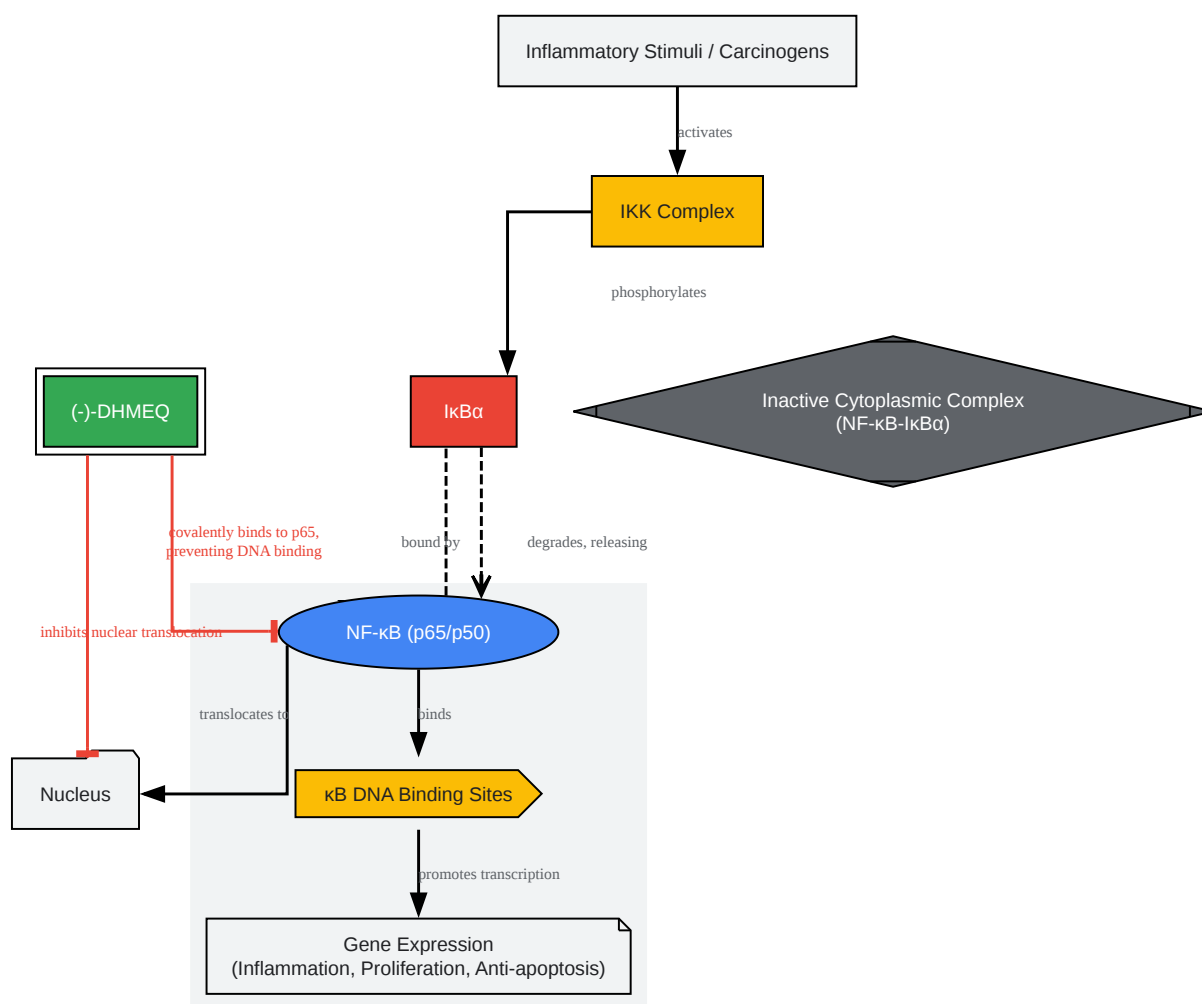 Inflammatory Stimuli / Carcinogens
activates
IKK Complex
phosphorylates
(-)-DHMEQ
IκBα
Inactive Cytoplasmic Complex
(NF-κB-IκBα)
covalently binds to p65,
preventing DNA binding
bound by
degrades, releasing
inhibits nuclear translocation
NF-κB (p65/p50)
translocates to
binds
Nucleus
κB DNA Binding Sites
promotes transcription
Gene Expression
(Inflammation, Proliferation, Anti-apoptosis)